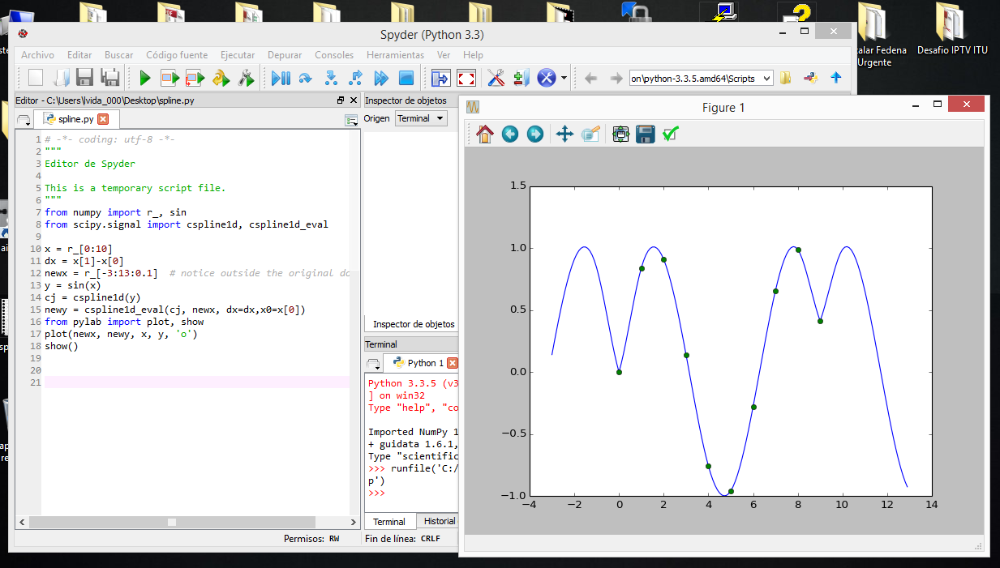 Spyder (Python 3.3)
Archivo Editar Buscar Código fuente Ejecutar Depurar Consoles Herramientas Ver Help
on\python-3.3.5.amd64\Scripts
Editor - C:\Users\lvida_000\Desktop\spline.py
spline.py
1 # -*- coding: utf-8 -*-
2 """
3 Editor de Spyder
4
5 This is a temporary script file.
6 """
7 from numpy import r_, sin
8 from scipy.signal import cspline1d, cspline1d_eval
9
10 x = r_[0:10]
11 dx = x[1]-x[0]
12 newx = r_[-3:13:0.1]  # notice outside the original do
13 y = sin(x)
14 cj = cspline1d(y)
15 newy = cspline1d_eval(cj, newx, dx=dx,x0=x[0])
16 from pylab import plot, show
17 plot(newx, newy, x, y, 'o')
18 show()
19
20
21
Permisos: RW
Inspector de objetos
Origen Terminal
Inspector de objetos
Terminal
Python 1
Python 3.3.5 (v3
] on win32
Type "help", "co
Imported NumPy 1
+ guidata 1.6.1,
Type "scientific
>>> runfile('C:/
p')
>>>
Terminal Historial
Fin de línea: CRLF
Figure 1
1.5
1.0
0.5
0.0
−0.5
−1.0
−4 −2 0 2 4 6 8 10 12 14
alar Fedena
Urgente
Desafio IPTV ITU